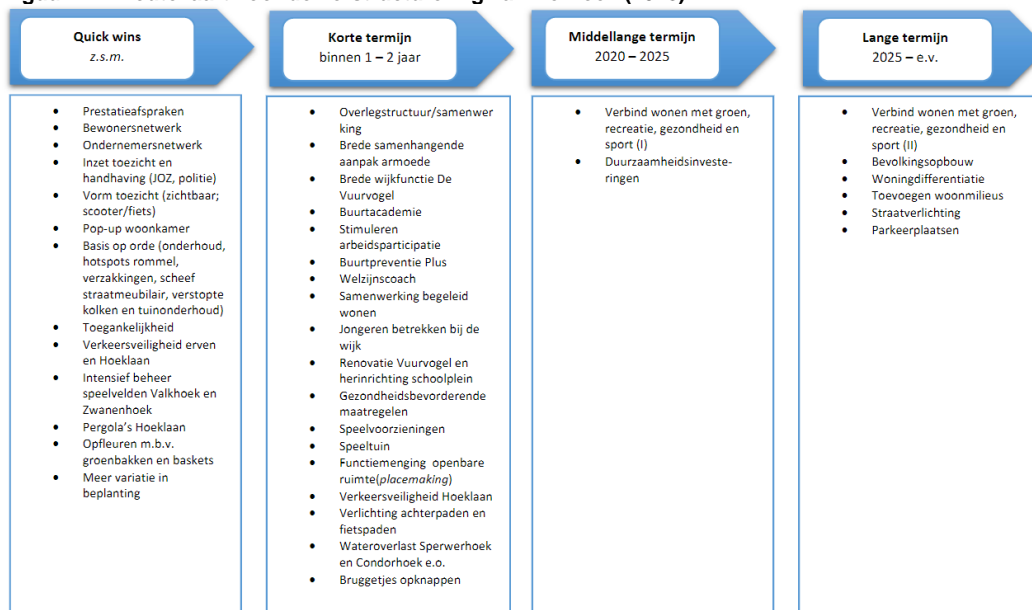 Quick wins
z.s.m.
Korte termijn
binnen 1 – 2 jaar
Middellange termijn
2020 – 2025
Lange termijn
2025 – e.v.
• Prestatieafspraken
• Bewonersnetwerk
• Ondernemersnetwerk
• Inzet toezicht en
handhaving (JOZ, politie)
• Vorm toezicht (zichtbaar;
scooter/fiets)
• Pop-up woonkamer
• Basis op orde (onderhoud,
hotspots rommel,
verzakkingen, scheef
straatmeubilair, verstopte
kolken en tuinonderhoud)
• Toegankelijkheid
• Verkeersveiligheid erven
en Hoeklaan
• Intensief beheer
speelvelden Valkhoek en
Zwanenhoek
• Pergola's Hoeklaan
• Opfleuren m.b.v.
groenbakken en baskets
• Meer variatie in
beplanting
• Overlegstructuur/samenwer
king
• Brede samenhangende
aanpak armoede
• Brede wijkfunctie De
Vuurvogel
• Buurtacademie
• Stimuleren
arbeidsparticipatie
• Buurtpreventie Plus
• Welzijnscoach
• Samenwerking begeleid
wonen
• Jongeren betrekken bij de
wijk
• Renovatie Vuurvogel en
herinrichting schoolplein
• Gezondheidsbevorderende
maatregelen
• Speelvoorzieningen
• Speeltuin
• Functiemenging openbare
ruimte(placemaking)
• Verkeersveiligheid Hoeklaan
• Verlichting achterpaden en
fietspaden
• Wateroverlast Sperwerhoek
en Condorhoek e.o.
• Bruggetjes opknappen
• Verbind wonen met groen,
recreatie, gezondheid en
sport (I)
• Duurzaamheidsinveste-
ringen
• Verbind wonen met groen,
recreatie, gezondheid en
sport (II)
• Bevolkingsopbouw
• Woningdifferentiatie
• Toevoegen woonmilieus
• Straatverlichting
• Parkeerplaatsen